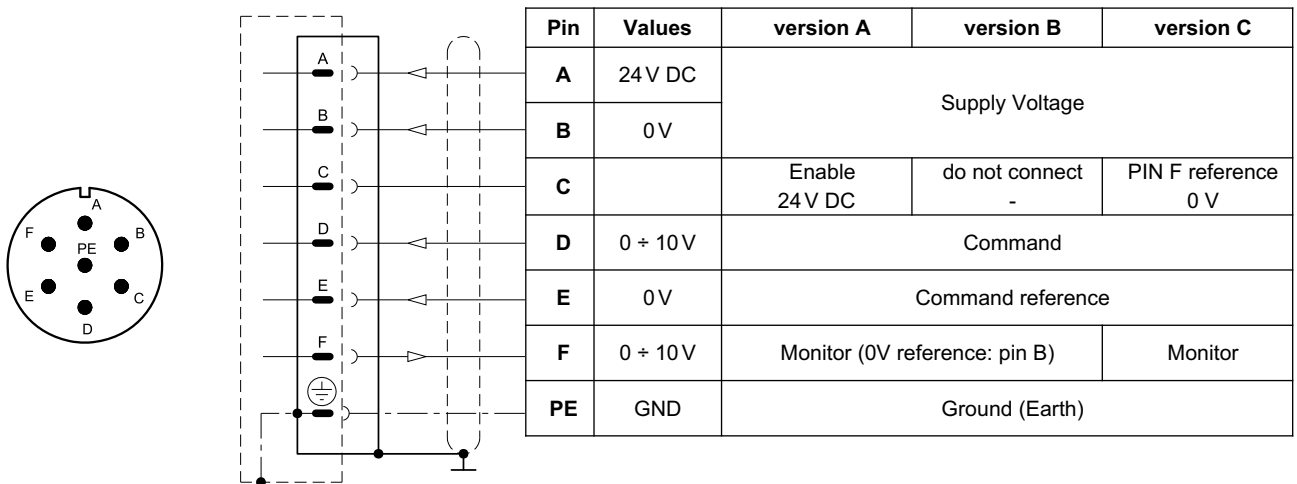 A
B
C
D
E
F
PE
A
B
C
D
E
F
Pin Values version A version B version C
A 24 V DC Supply Voltage
B 0 V
C Enable 24 V DC do not connect - PIN F reference 0 V
D 0 ÷ 10 V Command
E 0 V Command reference
F 0 ÷ 10 V Monitor (0V reference: pin B) Monitor
PE GND Ground (Earth)